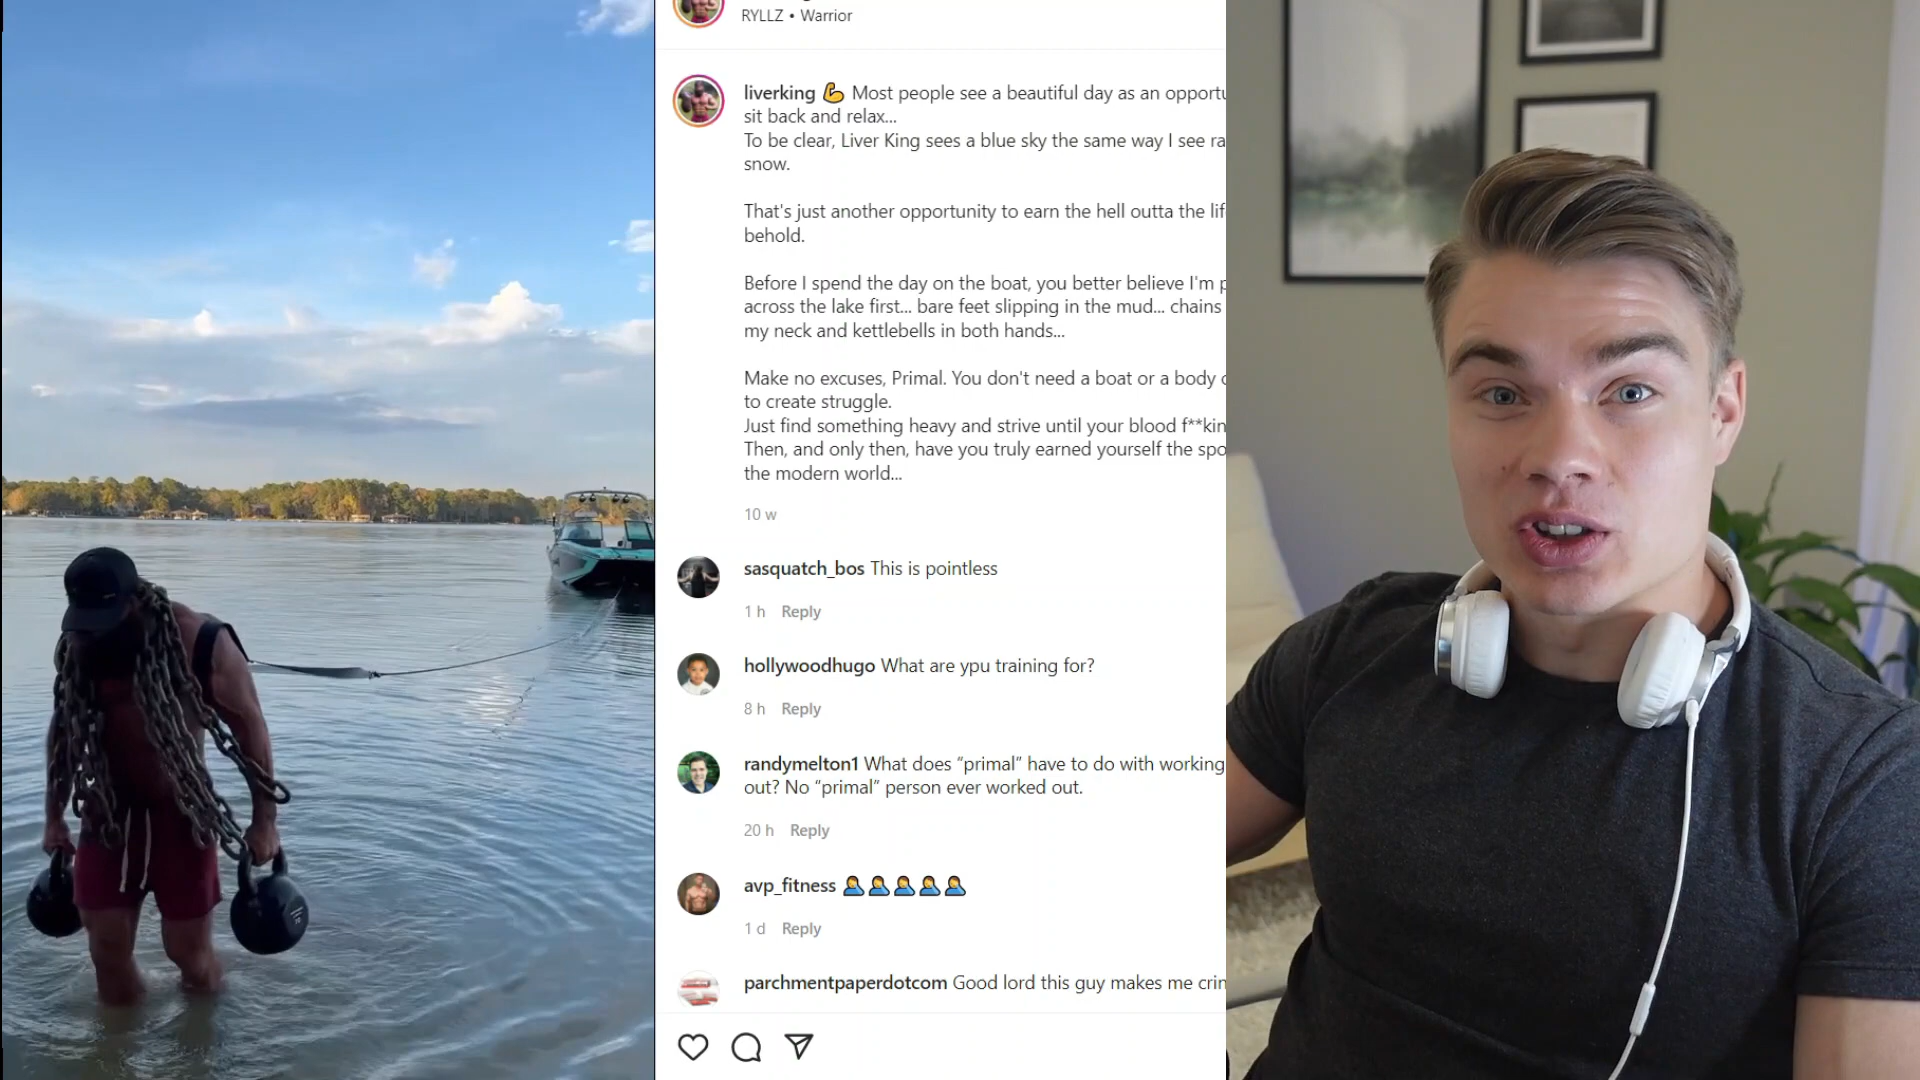 RYLLZ • Warrior
liverking 💪 Most people see a beautiful day as an
sit back and relax...
To be clear, Liver King sees a blue sky the same way I see
snow.
That's just another opportunity to earn the hell outta the
behold.
Before I spend the day on the boat, you better believe I'm
across the lake first... bare feet slipping in the mud... chains
my neck and kettlebells in both hands...
Make no excuses, Primal. You don't need a boat or a body
to create struggle.
Just find something heavy and strive until your blood
Then, and only then, have you truly earned yourself the
the modern world...
10 w
sasquatch_bos This is pointless
1 h Reply
hollywoodhugo What are ypu training for?
8 h Reply
randymelton1 What does “primal” have to do with working
out? No “primal” person ever worked out.
20 h Reply
avp_fitness 🤦‍♂️🤦‍♂️🤦‍♂️🤦‍♂️🤦‍♂️
1 d Reply
parchmentpaperdotcom Good lord this guy makes me